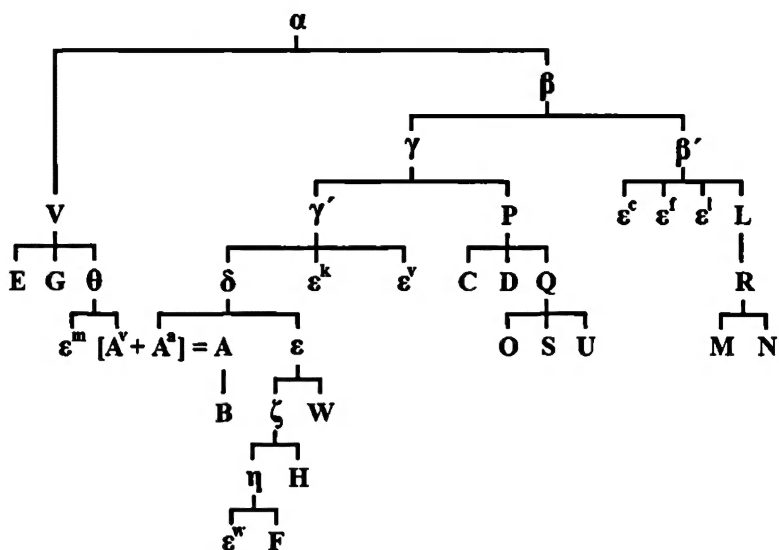 α
β
γ β´
V γ´ P εᶜ εᶠ εˡ L
E G θ δ εᵏ εᵛ C D Q R
εᵐ [Aᵛ + Aᵃ] = A ε O S U M N
B ζ W
η H
εʷ F